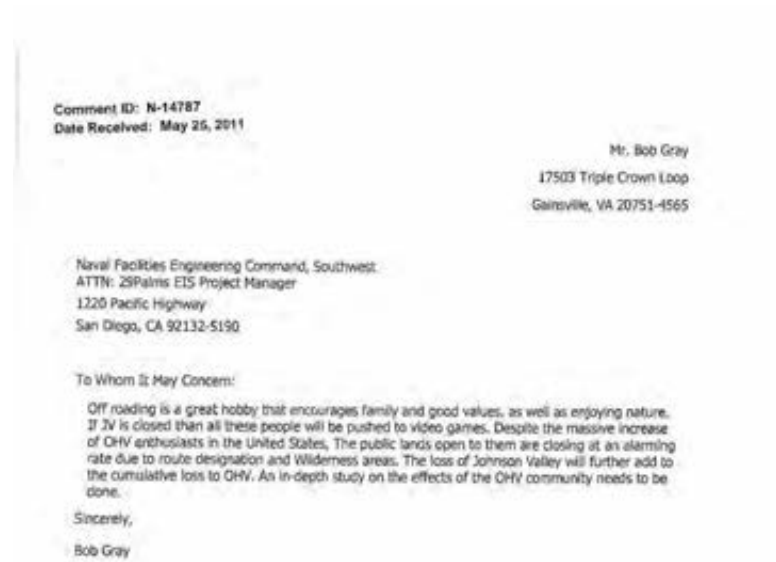 Comment ID: N-14787
Date Received: May 25, 2011
Mr. Bob Gray
17503 Triple Crown Loop
Gainsville, VA 20751-4565
Naval Facilities Engineering Command, Southwest
ATTN: 29Palms EIS Project Manager
1220 Pacific Highway
San Diego, CA 92132-5190
To Whom It May Concern:
Off roading is a great hobby that encourages family and good values, as well as enjoying nature.
If JV is closed than all these people will be pushed to video games. Despite the massive increase
of OHV enthusiasts in the United States, The public lands open to them are closing at an alarming
rate due to route designation and Wilderness areas. The loss of Johnson Valley will further add to
the cumulative loss to OHV. An in-depth study on the effects of the OHV community needs to be
done.
Sincerely,
Bob Gray